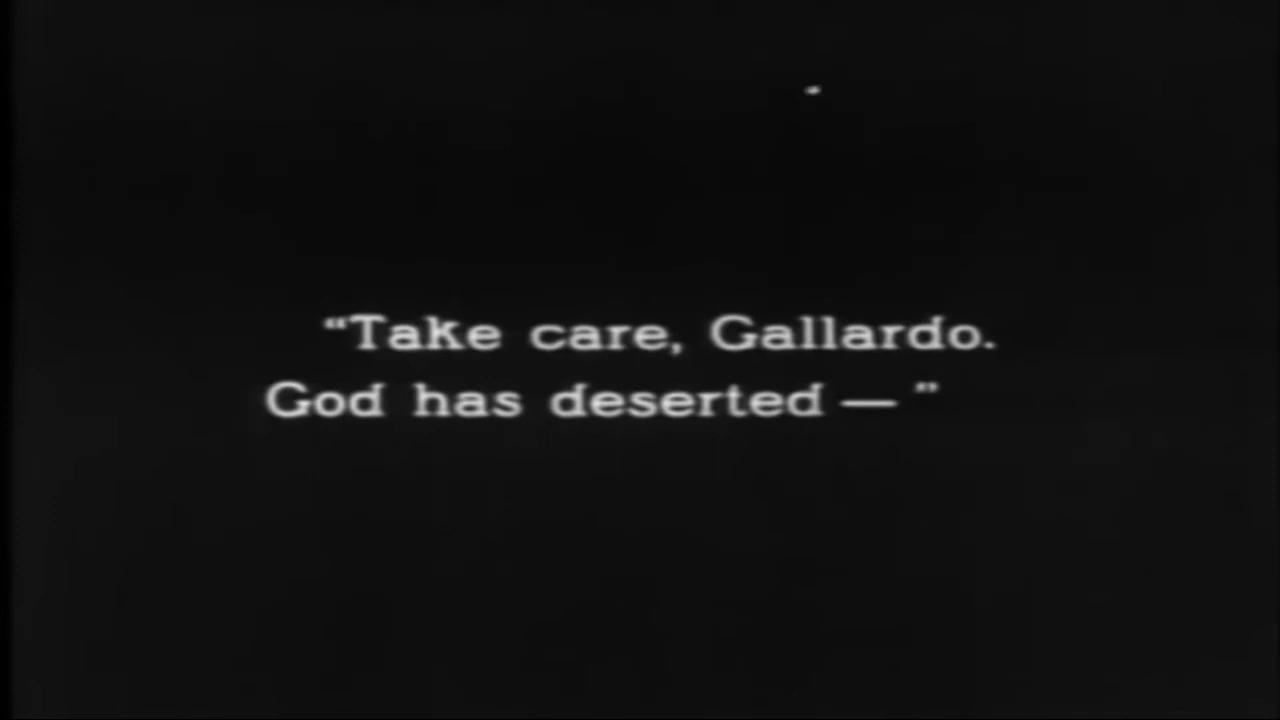 “Take care, Gallardo.
God has deserted — ”